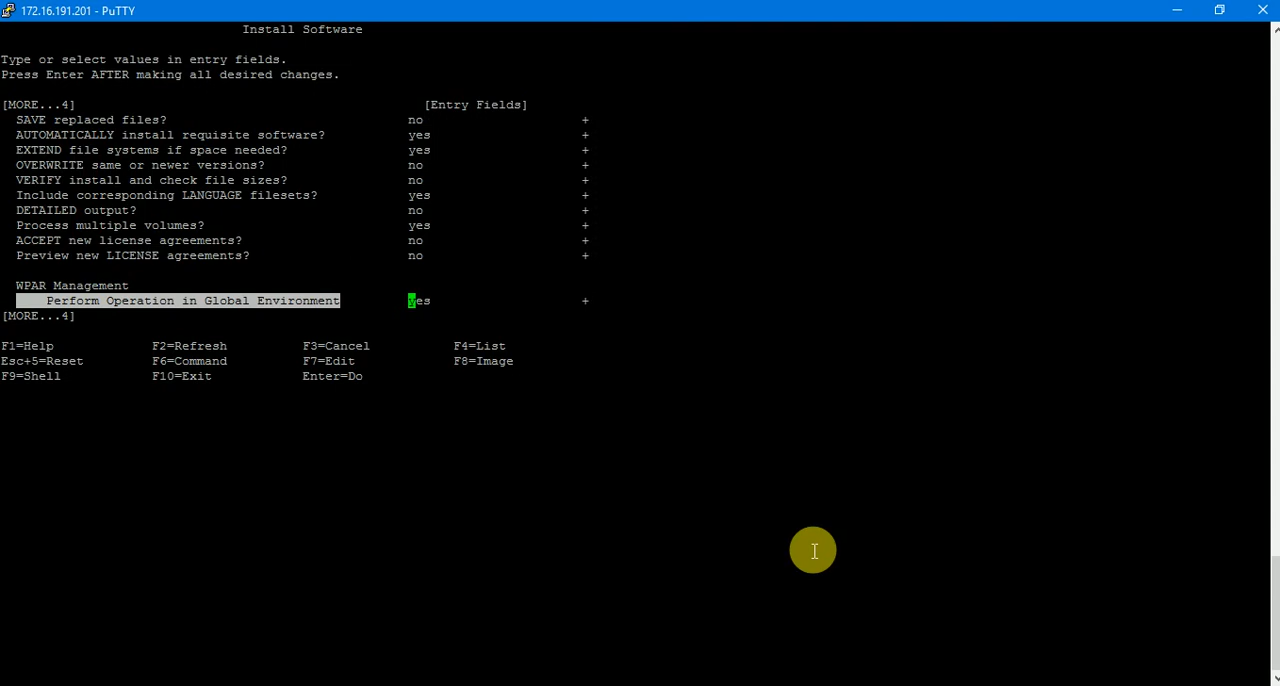 172.16.191.201 - PuTTY
Install Software
Type or select values in entry fields.
Press Enter AFTER making all desired changes.
[MORE...4] [Entry Fields]
SAVE replaced files? no +
AUTOMATICALLY install requisite software? yes +
EXTEND file systems if space needed? yes +
OVERWRITE same or newer versions? no +
VERIFY install and check file sizes? no +
Include corresponding LANGUAGE filesets? yes +
DETAILED output? no +
Process multiple volumes? yes +
ACCEPT new license agreements? no +
Preview new LICENSE agreements? no +
WPAR Management
Perform Operation in Global Environment yes +
[MORE...4]
F1=Help F2=Refresh F3=Cancel F4=List
Esc+5=Reset F6=Command F7=Edit F8=Image
F9=Shell F10=Exit Enter=Do